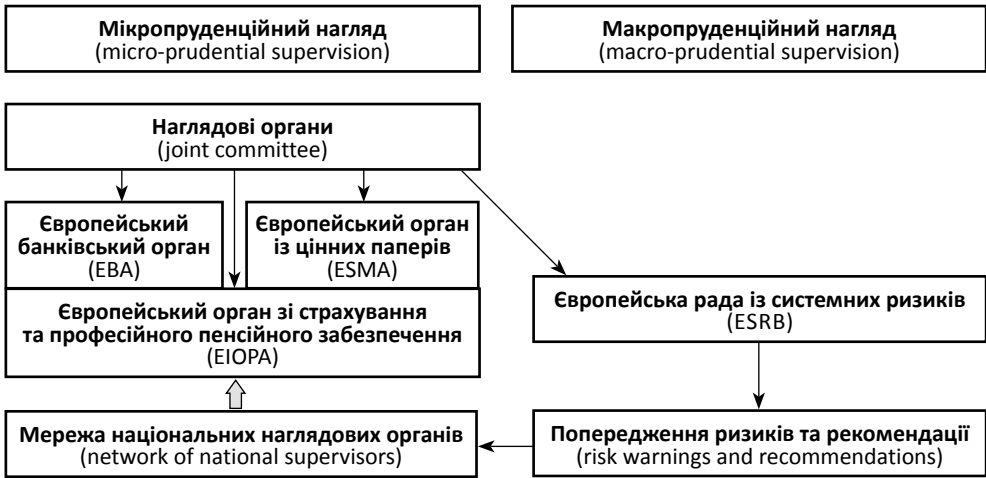 Мікропруденційний нагляд
(micro-prudential supervision)
Макропруденційний нагляд
(macro-prudential supervision)
Наглядові органи
(joint committee)
Європейський
банківський орган
(EBA)
Європейський орган
із цінних паперів
(ESMA)
Європейський орган зі страхування
та професійного пенсійного забезпечення
(EIOPA)
Європейська рада із системних ризиків
(ESRB)
Мережа національних наглядових органів
(network of national supervisors)
Попередження ризиків та рекомендації
(risk warnings and recommendations)